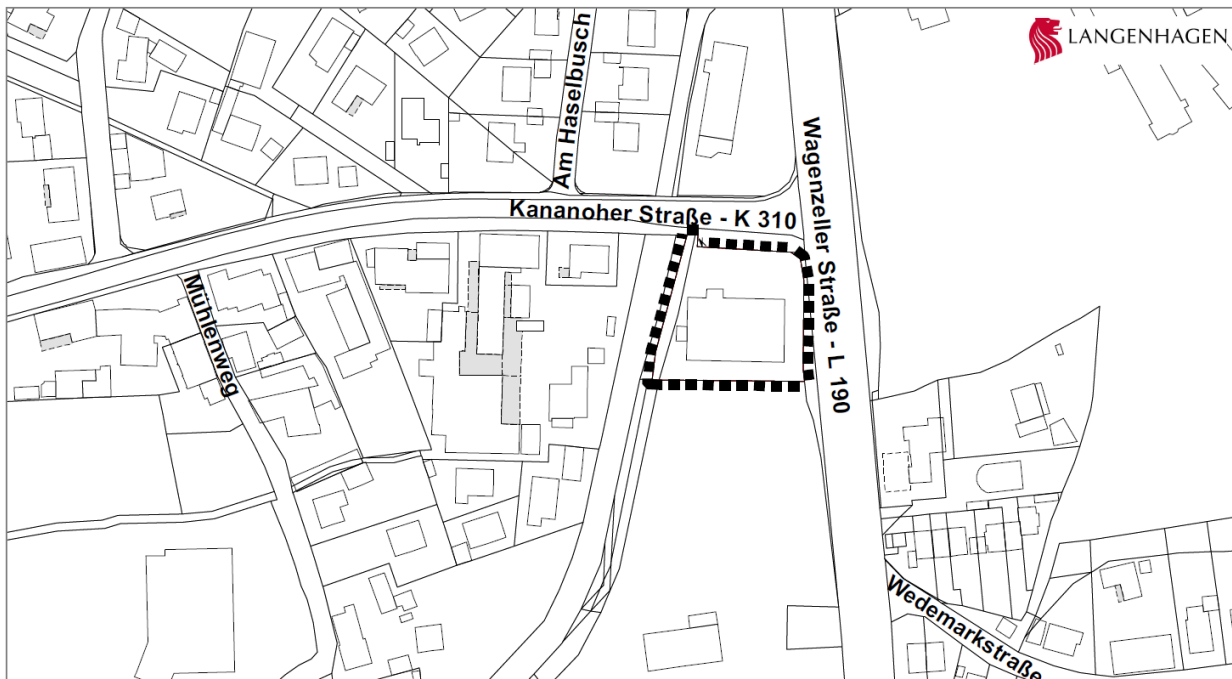 LANGENHAGEN
Am Haselbusch
Wagenzeller Straße - L 190
Kananoher Straße - K 310
Mühlenweg
Wedemarkstraße